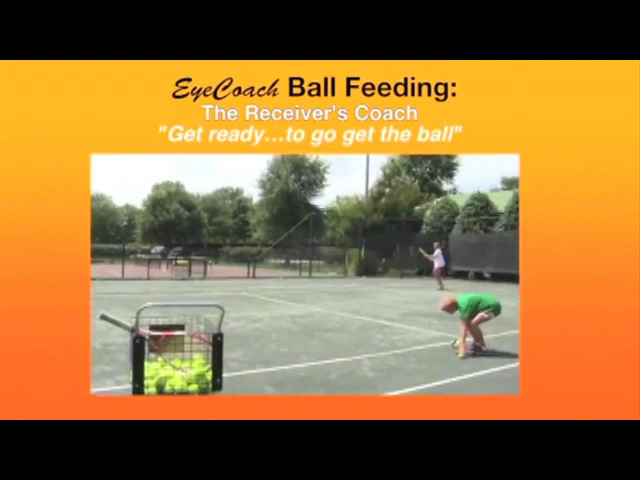 EyeCoach Ball Feeding:
The Receiver's Coach
"Get ready...to go get the ball"